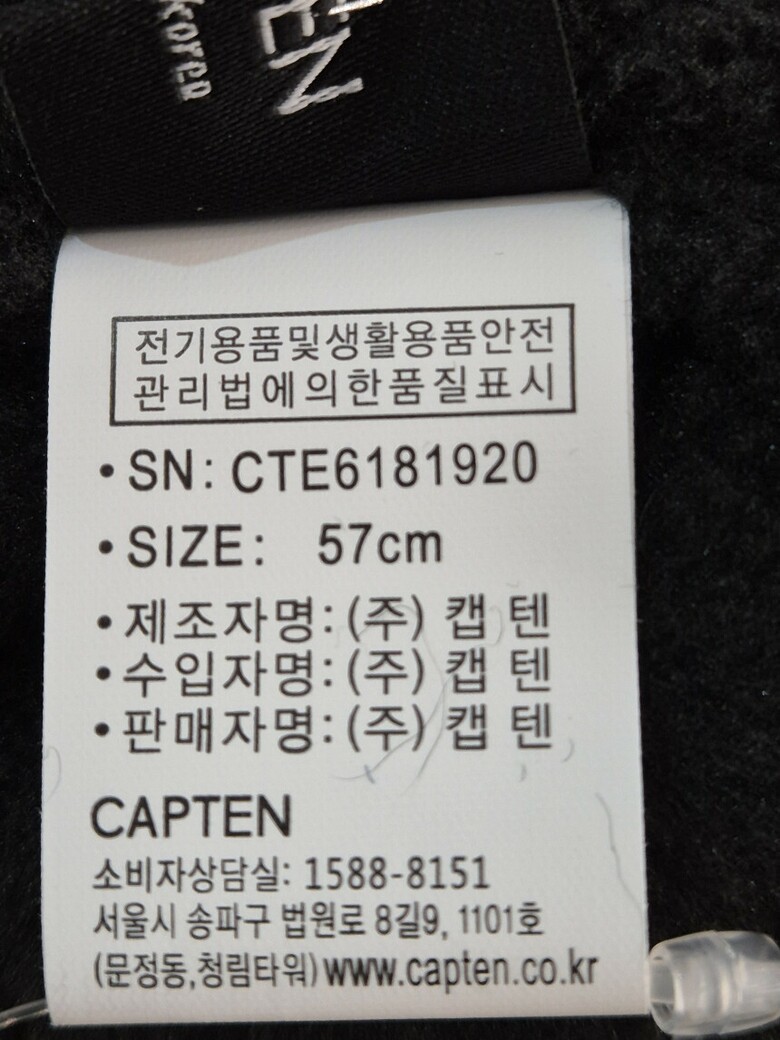 TEN
korea
전기용품및생활용품안전
관리법에의한품질표시
• SN: CTE6181920
• SIZE: 57cm
• 제조자명: (주) 캡 텐
• 수입자명: (주) 캡 텐
• 판매자명: (주) 캡 텐
CAPTEN
소비자상담실: 1588-8151
서울시 송파구 법원로 8길9, 1101호
(문정동,청림타워) www.capten.co.kr